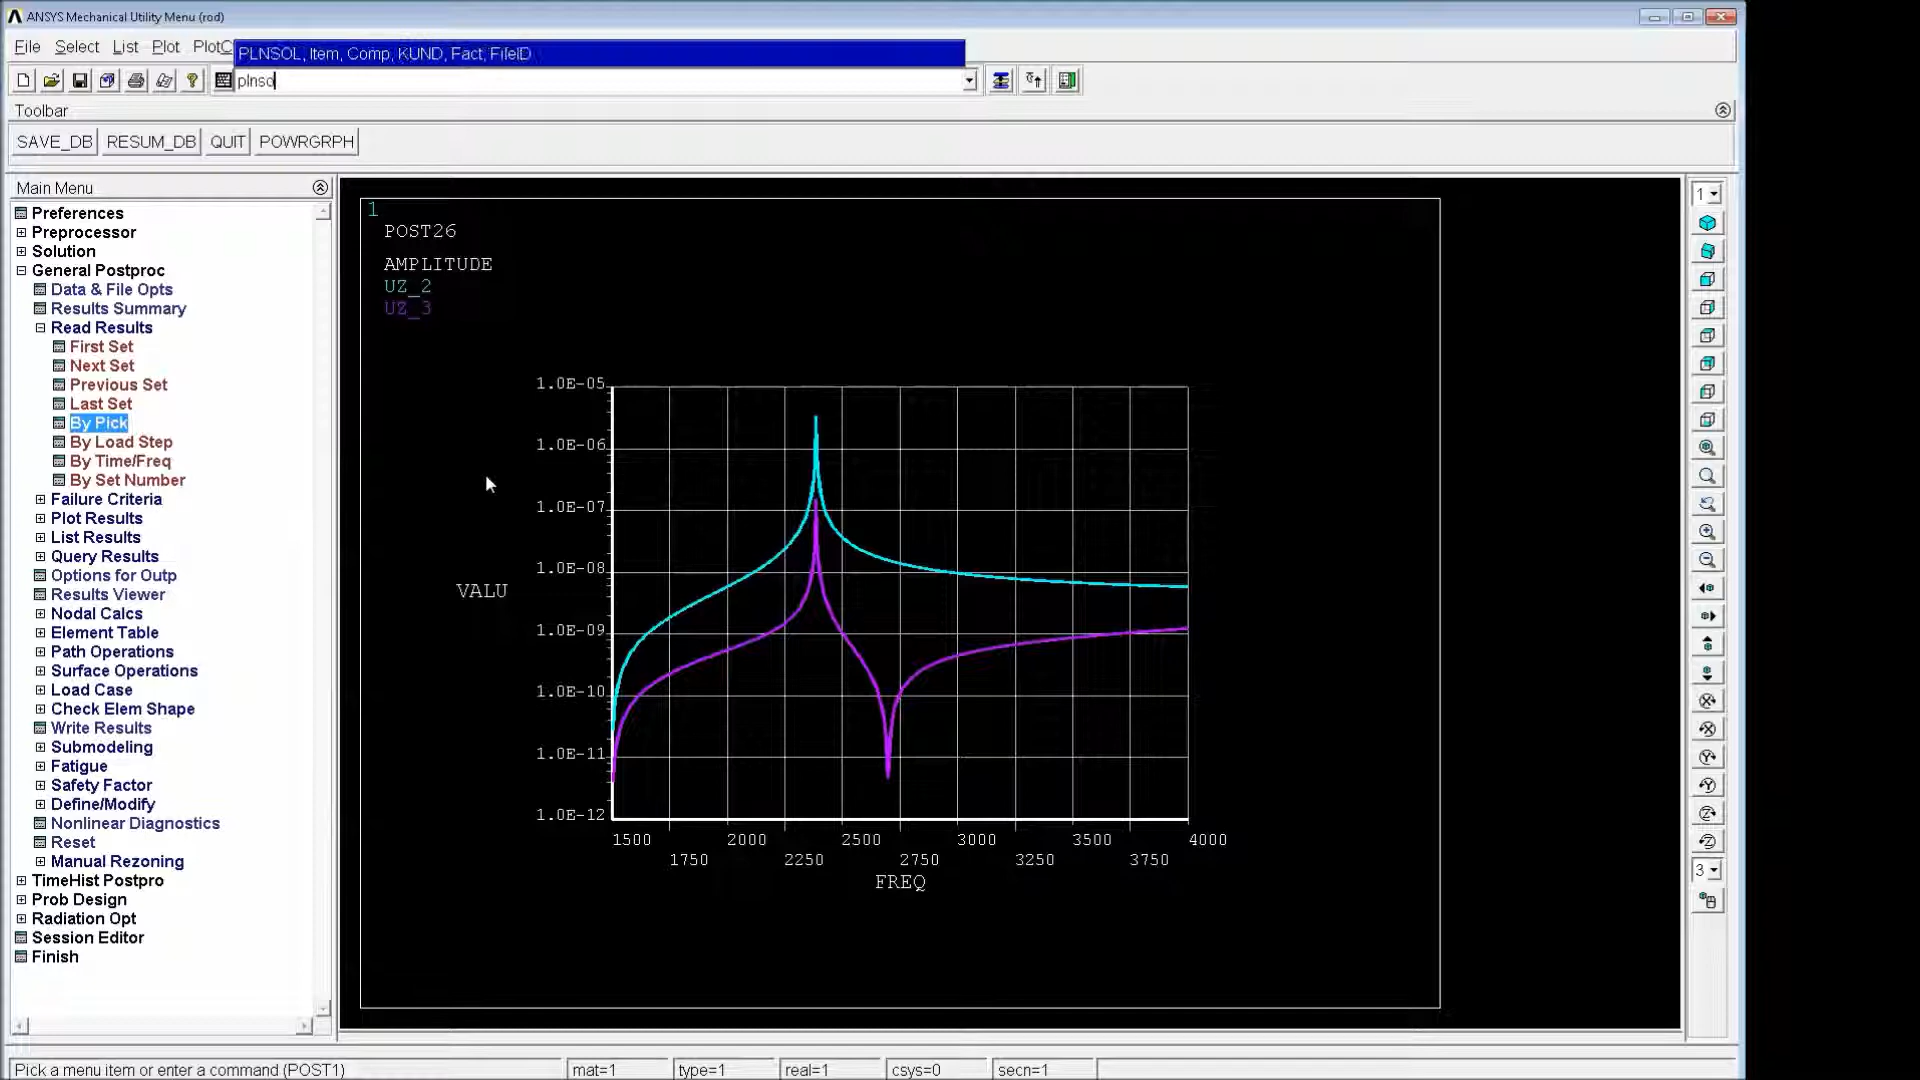 ANSYS Mechanical Utility Menu (rod)
File Select List Plot PlotC
PLNSOL, Item, Comp, KUND, Fact, FileID
plnso
Toolbar
SAVE_DB RESUM_DB QUIT POWRGRPH
Main Menu
Preferences
Preprocessor
Solution
General Postproc
Data & File Opts
Results Summary
Read Results
First Set
Next Set
Previous Set
Last Set
By Pick
By Load Step
By Time/Freq
By Set Number
Failure Criteria
Plot Results
List Results
Query Results
Options for Outp
Results Viewer
Nodal Calcs
Element Table
Path Operations
Surface Operations
Load Case
Check Elem Shape
Write Results
Submodeling
Fatigue
Safety Factor
Define/Modify
Nonlinear Diagnostics
Reset
Manual Rezoning
TimeHist Postpro
Prob Design
Radiation Opt
Session Editor
Finish
1
POST26
AMPLITUDE
UZ_2
UZ_3
1.0E-05
1.0E-06
1.0E-07
1.0E-08
VALU
1.0E-09
1.0E-10
1.0E-11
1.0E-12
1500 2000 2500 3000 3500 4000
1750 2250 2750 3250 3750
FREQ
1
3
Pick a menu item or enter a command (POST1) mat=1 type=1 real=1 csys=0 secn=1